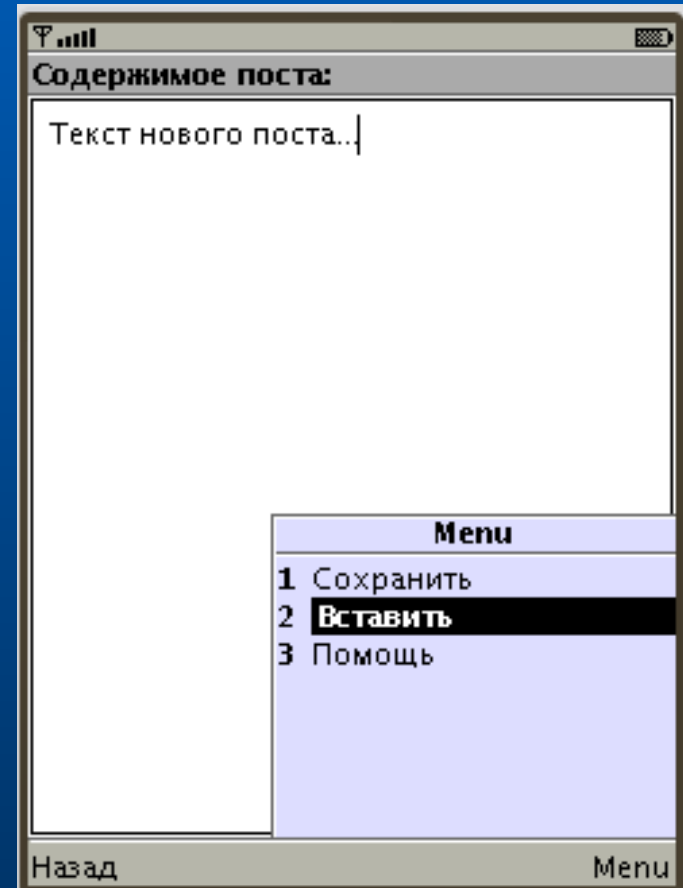 Содержимое поста:
Текст нового поста...
Menu
1 Сохранить
2 Вставить
3 Помощь
Назад Menu